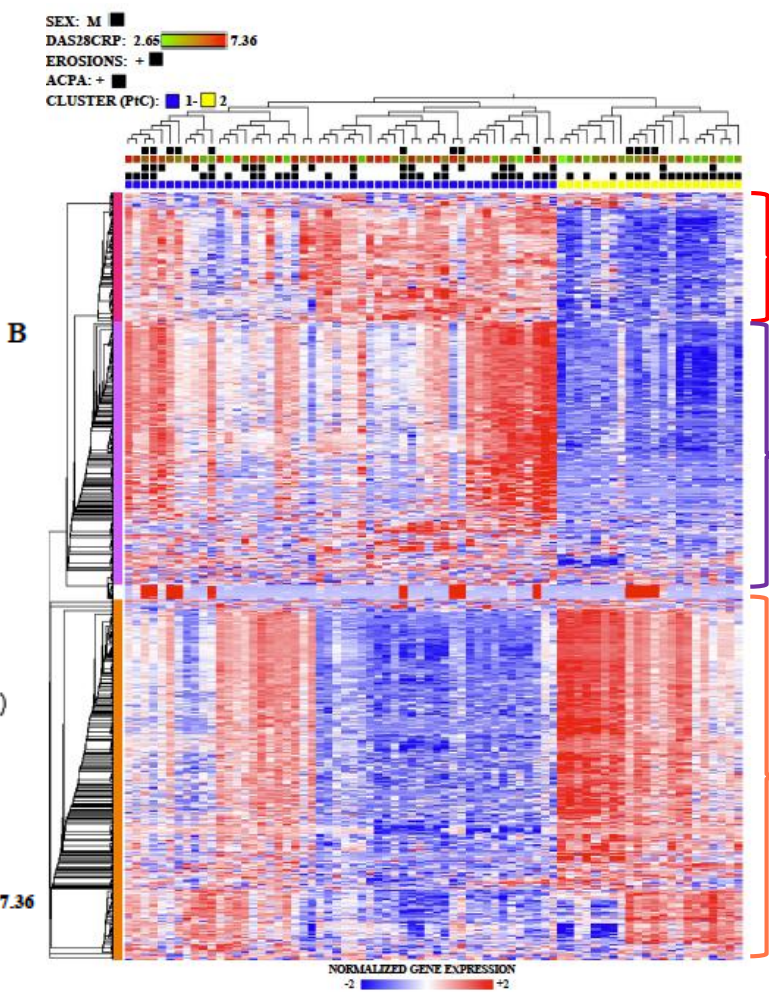 SEX: M
DAS28CRP: 2.65 7.36
EROSIONS: +
ACPA: +
CLUSTER (PtC): 1- 2
B
)
7.36
NORMALIZED GENE EXPRESSION
-2 +2